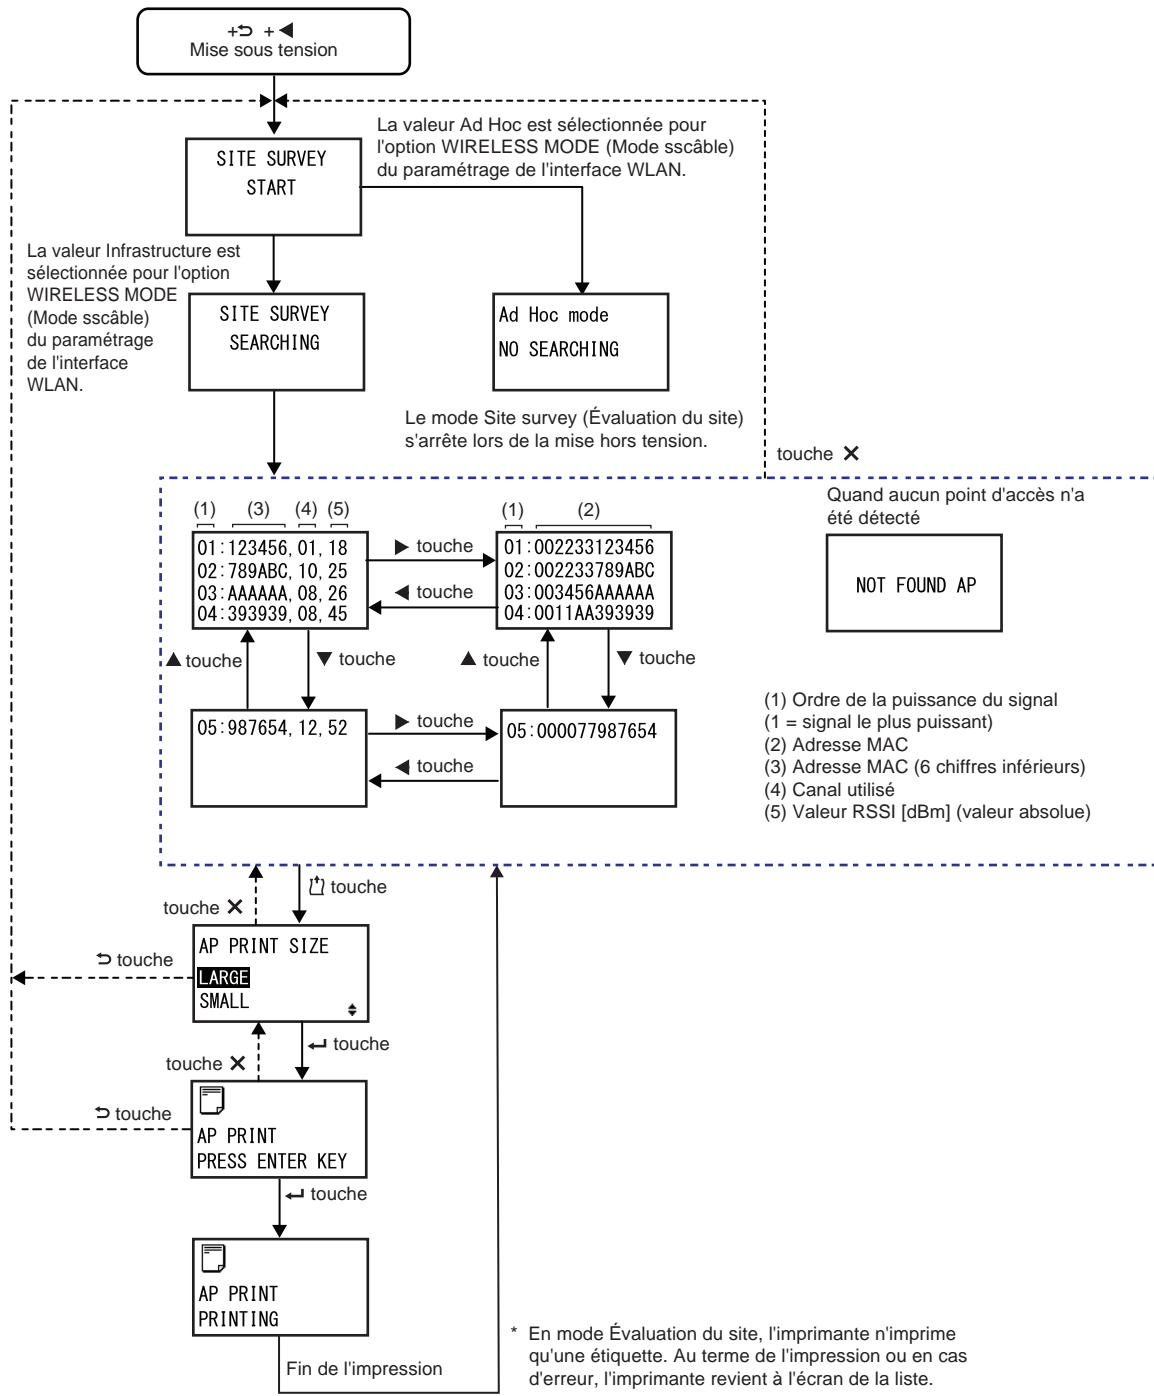 +⮌ +◀
Mise sous tension
La valeur Ad Hoc est sélectionnée pour
l'option WIRELESS MODE (Mode sscâble)
du paramétrage de l'interface WLAN.
SITE SURVEY
START
La valeur Infrastructure est
sélectionnée pour l'option
WIRELESS MODE
(Mode sscâble)
du paramétrage
de l'interface
WLAN.
SITE SURVEY
SEARCHING
Ad Hoc mode
NO SEARCHING
Le mode Site survey (Évaluation du site)
s'arrête lors de la mise hors tension.
touche ✕
Quand aucun point d'accès n'a
été détecté
NOT FOUND AP
(1) (3) (4) (5)
01:123456,01,18
02:789ABC,10,25
03:AAAAAA,08,26
04:393939,08,45
▶ touche
◀ touche
(1) (2)
01:002233123456
02:002233789ABC
03:003456AAAAAA
04:0011AA393939
▲ touche
▼ touche
▲ touche
▼ touche
05:987654,12,52
▶ touche
◀ touche
05:000077987654
(1) Ordre de la puissance du signal
(1 = signal le plus puissant)
(2) Adresse MAC
(3) Adresse MAC (6 chiffres inférieurs)
(4) Canal utilisé
(5) Valeur RSSI [dBm] (valeur absolue)
touche
touche ✕
AP PRINT SIZE
LARGE
SMALL
⮌ touche
↵ touche
touche ✕
AP PRINT
PRESS ENTER KEY
⮌ touche
↵ touche
AP PRINT
PRINTING
Fin de l'impression
* En mode Évaluation du site, l'imprimante n'imprime
qu'une étiquette. Au terme de l'impression ou en cas
d'erreur, l'imprimante revient à l'écran de la liste.